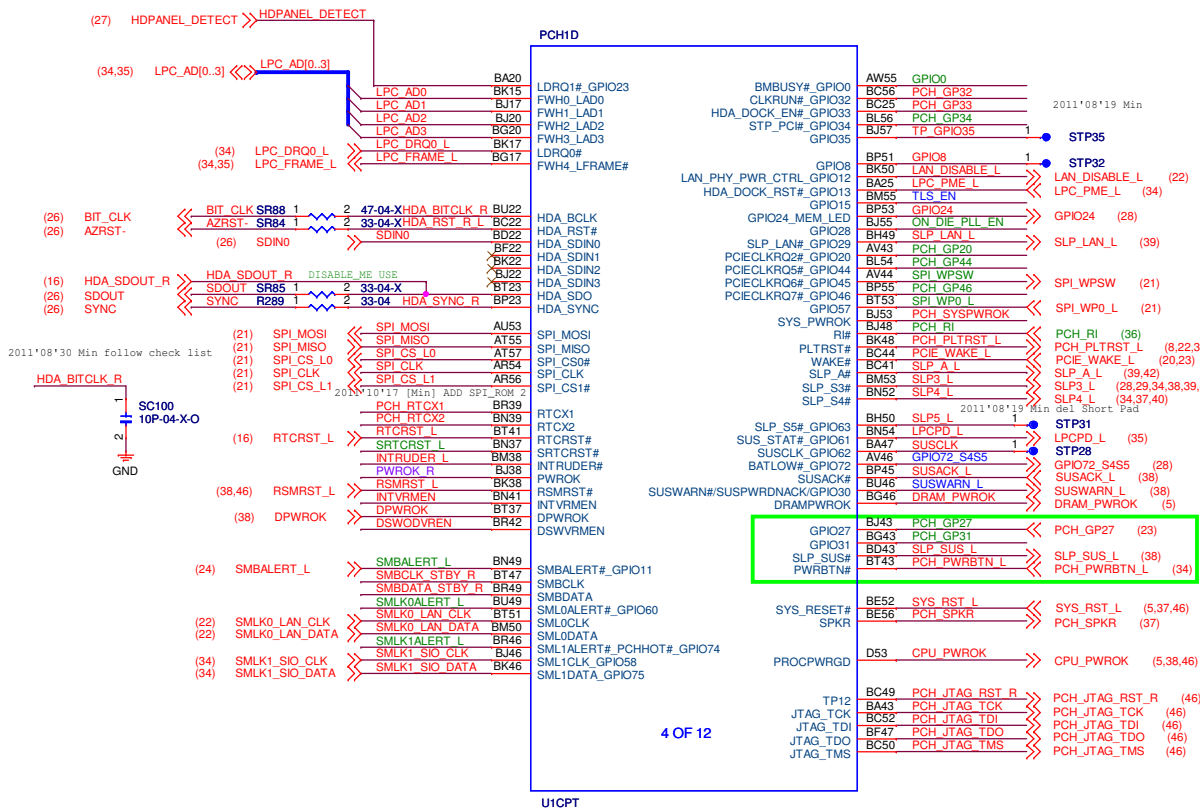 PCH1D
(27) HDPANEL_DETECT HDPANEL_DETECT
(34,35) LPC_AD[0..3] LPC_AD[0..3]
BA20 LDRQ1#_GPIO23
LPC_AD0 BK15 FWH0_LAD0
LPC_AD1 BJ17 FWH1_LAD1
LPC_AD2 BJ20 FWH2_LAD2
LPC_AD3 BG20 FWH3_LAD3
(34) LPC_DRQ0_L LPC_DRQ0_L BK17 LDRQ0#
(34,35) LPC_FRAME_L LPC_FRAME_L BG17 FWH4_LFRAME#
(26) BIT_CLK BIT_CLK SR88 1 2 47-04-X HDA_BITCLK_R BU22 HDA_BCLK
(26) AZRST- AZRST- SR84 1 2 33-04-X HDA_RST_R_L BC22 HDA_RST#
(26) SDIN0 SDIN0 BD22 HDA_SDIN0
BF22 HDA_SDIN1
BK22 HDA_SDIN2
(16) HDA_SDOUT_R HDA_SDOUT_R DISABLE_ME USE BJ22 HDA_SDIN3
(26) SDOUT SDOUT SR85 1 2 33-04-X BT23 HDA_SDO
(26) SYNC SYNC R289 1 2 33-04 HDA_SYNC_R BP23 HDA_SYNC
(21) SPI_MOSI SPI_MOSI AU53 SPI_MOSI
(21) SPI_MISO SPI_MISO AT55 SPI_MISO
(21) SPI_CS_L0 SPI_CS_L0 AT57 SPI_CS0#
(21) SPI_CLK SPI_CLK AR54 SPI_CLK
(21) SPI_CS_L1 SPI_CS_L1 AR56 SPI_CS1#
2011'08'30 Min follow check list
HDA_BITCLK_R
1
SC100
10P-04-X-O
2
GND
2011'10'17 [Min] ADD SPI_ROM 2
PCH_RTCX1 BR39 RTCX1
PCH_RTCX2 BN39 RTCX2
(16) RTCRST_L RTCRST_L BT41 RTCRST#
SRTCRST_L BN37 SRTCRST#
INTRUDER_L BM38 INTRUDER#
PWROK_R BJ38 PWROK
(38,46) RSMRST_L RSMRST_L BK38 RSMRST#
INTVRMEN BN41 INTVRMEN
(38) DPWROK DPWROK BT37 DPWROK
DSWODVREN BR42 DSWVRMEN
(24) SMBALERT_L SMBALERT_L BN49 SMBALERT#_GPIO11
SMBCLK_STBY_R BT47 SMBCLK
SMBDATA_STBY_R BR49 SMBDATA
SMLK0ALERT_L BU49 SML0ALERT#_GPIO60
(22) SMLK0_LAN_CLK SMLK0_LAN_CLK BT51 SML0CLK
(22) SMLK0_LAN_DATA SMLK0_LAN_DATA BM50 SML0DATA
SMLK1ALERT_L BR46 SML1ALERT#_PCHHOT#_GPIO74
(34) SMLK1_SIO_CLK SMLK1_SIO_CLK BJ46 SML1CLK_GPIO58
(34) SMLK1_SIO_DATA SMLK1_SIO_DATA BK46 SML1DATA_GPIO75
BMBUSY#_GPIO0 AW55 GPIO0
CLKRUN#_GPIO32 BC56 PCH_GP32
HDA_DOCK_EN#_GPIO33 BC25 PCH_GP33
2011'08'19 Min
STP_PCI#_GPIO34 BL56 PCH_GP34
GPIO35 BJ57 TP_GPIO35 1 STP35
GPIO8 BP51 GPIO8 1 STP32
LAN_PHY_PWR_CTRL_GPIO12 BK50 LAN_DISABLE_L LAN_DISABLE_L (22)
HDA_DOCK_RST#_GPIO13 BA25 LPC_PME_L LPC_PME_L (34)
GPIO15 BM55 TLS_EN
GPIO24_MEM_LED BP53 GPIO24 GPIO24 (28)
GPIO28 BJ55 ON_DIE_PLL_EN
SLP_LAN#_GPIO29 BH49 SLP_LAN_L SLP_LAN_L (39)
PCIECLKRQ2#_GPIO20 AV43 PCH_GP20
PCIECLKRQ5#_GPIO44 BL54 PCH_GP44
PCIECLKRQ6#_GPIO45 AV44 SPI_WPSW SPI_WPSW (21)
PCIECLKRQ7#_GPIO46 BP55 PCH_GP46
GPIO57 BT53 SPI_WP0_L SPI_WP0_L (21)
SYS_PWROK BJ53 PCH_SYSPWROK
RI# BJ48 PCH_RI PCH_RI (36)
PLTRST# BK48 PCH_PLTRST_L PCH_PLTRST_L (8,22,3
WAKE# BC44 PCIE_WAKE_L PCIE_WAKE_L (20,23)
SLP_A# BC41 SLP_A_L SLP_A_L (39,42)
SLP_S3# BM53 SLP3_L SLP3_L (28,29,34,38,39,
SLP_S4# BN52 SLP4_L SLP4_L (34,37,40)
2011'08'19 Min del Short Pad
SLP_S5#_GPIO63 BH50 SLP5_L 1 STP31
SUS_STAT#_GPIO61 BN54 LPCPD_L LPCPD_L (35)
SUSCLK_GPIO62 BA47 SUSCLK 1 STP28
BATLOW#_GPIO72 AV46 GPIO72_S4S5 GPIO72_S4S5 (28)
SUSACK# BP45 SUSACK_L SUSACK_L (38)
SUSWARN#/SUSPWRDNACK/GPIO30 BU46 SUSWARN_L SUSWARN_L (38)
DRAMPWROK BG46 DRAM_PWROK DRAM_PWROK (5)
GPIO27 BJ43 PCH_GP27 PCH_GP27 (23)
GPIO31 BG43 PCH_GP31
SLP_SUS# BD43 SLP_SUS_L SLP_SUS_L (38)
PWRBTN# BT43 PCH_PWRBTN_L PCH_PWRBTN_L (34)
SYS_RESET# BE52 SYS_RST_L SYS_RST_L (5,37,46)
SPKR BE56 PCH_SPKR PCH_SPKR (37)
PROCPWRGD D53 CPU_PWROK CPU_PWROK (5,38,46)
TP12 BC49 PCH_JTAG_RST_R PCH_JTAG_RST_R (46)
JTAG_TCK BA43 PCH_JTAG_TCK PCH_JTAG_TCK (46)
JTAG_TDI BC52 PCH_JTAG_TDI PCH_JTAG_TDI (46)
JTAG_TDO BF47 PCH_JTAG_TDO PCH_JTAG_TDO (46)
JTAG_TMS BC50 PCH_JTAG_TMS PCH_JTAG_TMS (46)
4 OF 12
U1CPT